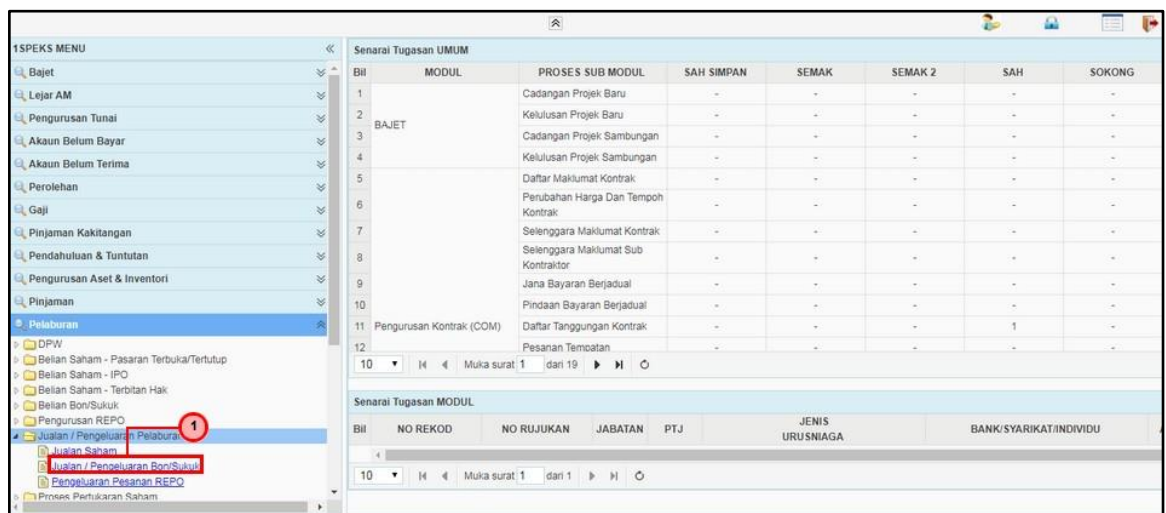 1SPEKS MENU
Bajet
Lejar AM
Pengurusan Tunai
Akaun Belum Bayar
Akaun Belum Terima
Perolehan
Gaji
Pinjaman Kakitangan
Pendahuluan & Tuntutan
Pengurusan Aset & Inventori
Pinjaman
Pelaburan
DPW
Belian Saham - Pasaran Terbuka/Tertutup
Belian Saham - IPO
Belian Saham - Terbitan Hak
Belian Bon/Sukuk
Pengurusan REPO
1
Jualan / Pengeluaran Pelaburan
Jualan Saham
Jualan / Pengeluaran Bon/Sukuk
Pengeluaran Pesanan REPO
Proses Pertukaran Saham
Senarai Tugasan UMUM
Bil MODUL PROSES SUB MODUL SAH SIMPAN SEMAK SEMAK 2 SAH SOKONG
1 Cadangan Projek Baru - - - - -
2 Kelulusan Projek Baru - - - - -
BAJET
3 Cadangan Projek Sambungan - - - - -
4 Kelulusan Projek Sambungan - - - - -
5 Daftar Maklumat Kontrak - - - - -
6 Perubahan Harga Dan Tempoh - - - - -
Kontrak
7 Selenggara Maklumat Kontrak - - - - -
8 Selenggara Maklumat Sub - - - - -
Kontraktor
9 Jana Bayaran Berjadual - - - - -
10 Pindaan Bayaran Berjadual - - - - -
11 Pengurusan Kontrak (COM) Daftar Tanggungan Kontrak - - - 1 -
12 Pesanan Tempatan - - - - -
10 Muka surat 1 dari 19
Senarai Tugasan MODUL
Bil NO REKOD NO RUJUKAN JABATAN PTJ JENIS URUSNIAGA BANK/SYARIKAT/INDIVIDU
10 Muka surat 1 dari 1